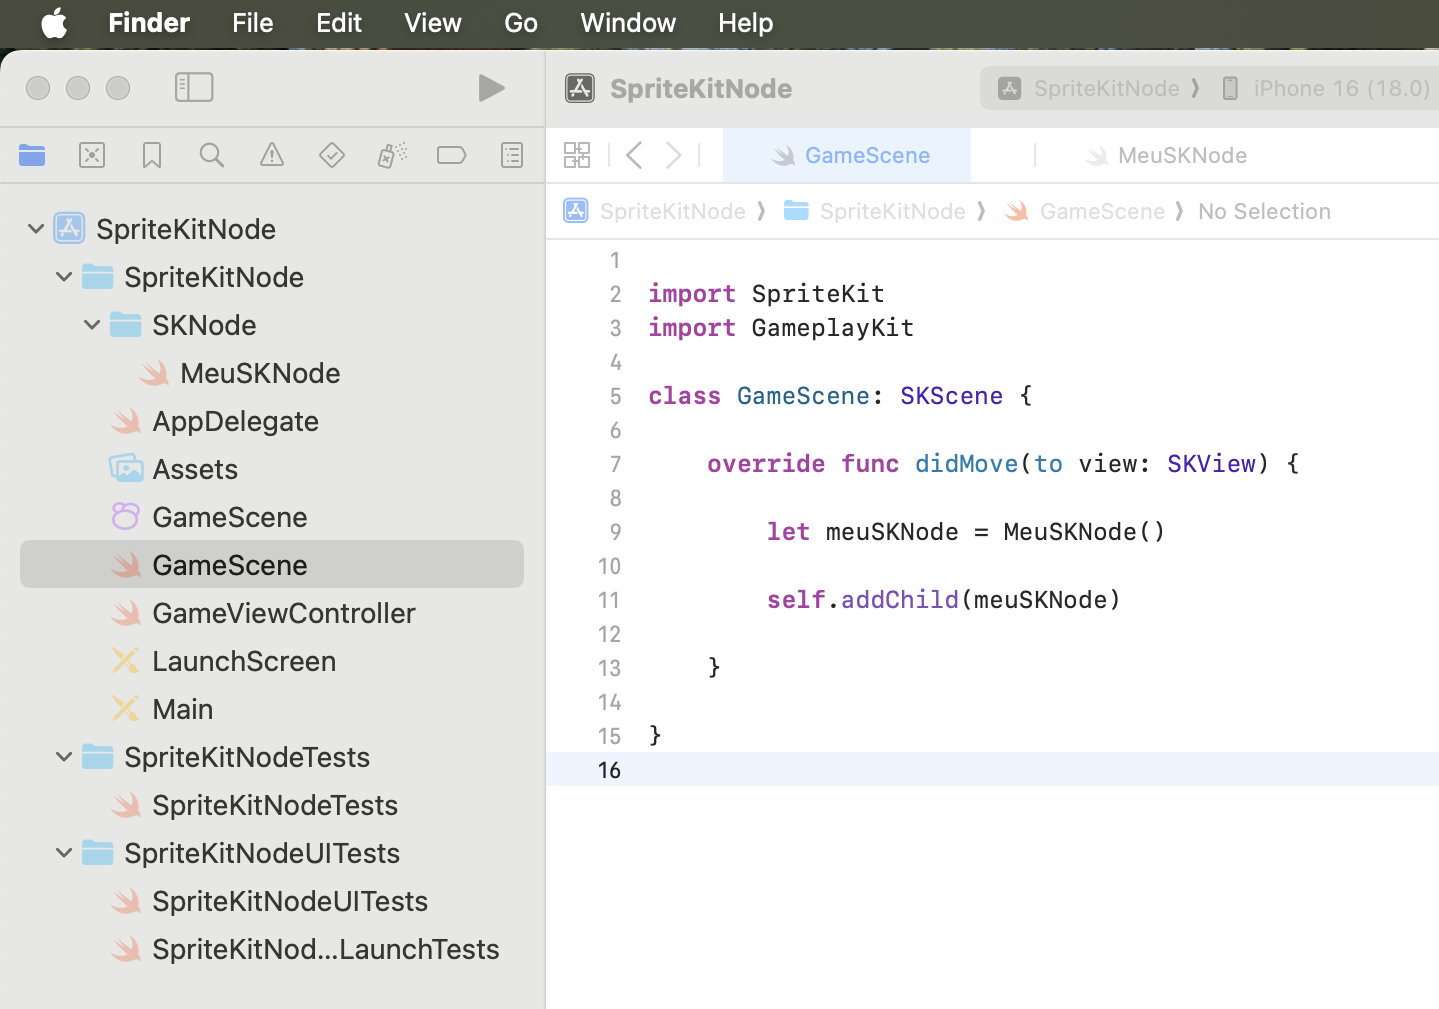 Finder File Edit View Go Window Help
SpriteKitNode
SpriteKitNode
SKNode
MeuSKNode
AppDelegate
Assets
GameScene
GameScene
GameViewController
LaunchScreen
Main
SpriteKitNodeTests
SpriteKitNodeTests
SpriteKitNodeUITests
SpriteKitNodeUITests
SpriteKitNod...LaunchTests
SpriteKitNode SpriteKitNode ⟩ iPhone 16 (18.0)
GameScene MeuSKNode
SpriteKitNode ⟩ SpriteKitNode ⟩ GameScene ⟩ No Selection
1
2 import SpriteKit
3 import GameplayKit
4
5 class GameScene: SKScene {
6
7 override func didMove(to view: SKView) {
8
9 let meuSKNode = MeuSKNode()
10
11 self.addChild(meuSKNode)
12
13 }
14
15 }
16